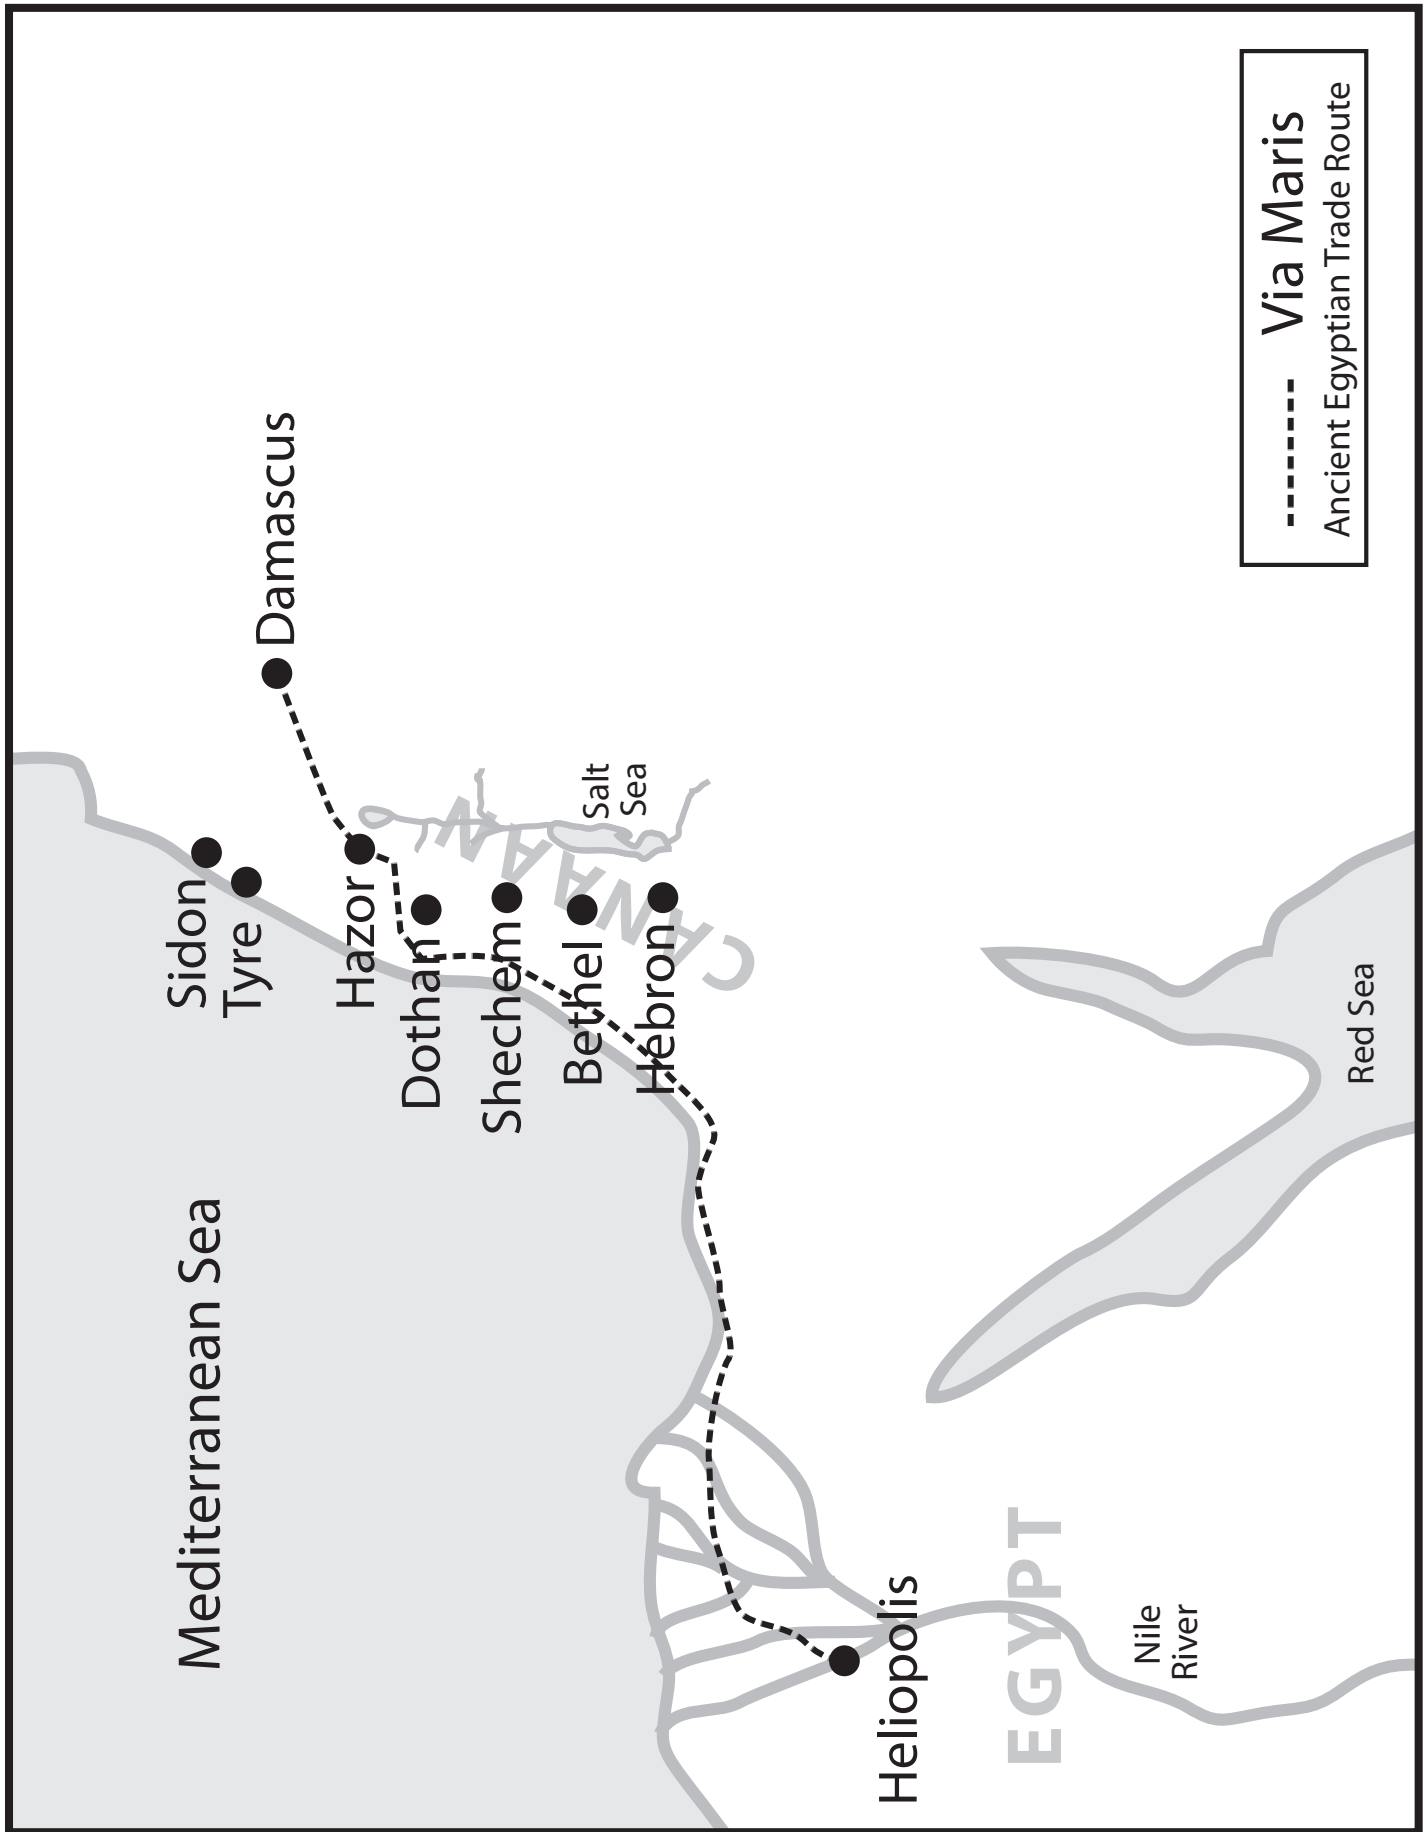 Mediterranean Sea
Sidon
Tyre
Damascus
Hazor
Dothan
Shechem
Bethel
Hebron
CANAAN
Salt
Sea
Heliopolis
EGYPT
Nile
River
Red Sea
Via Maris
Ancient Egyptian Trade Route